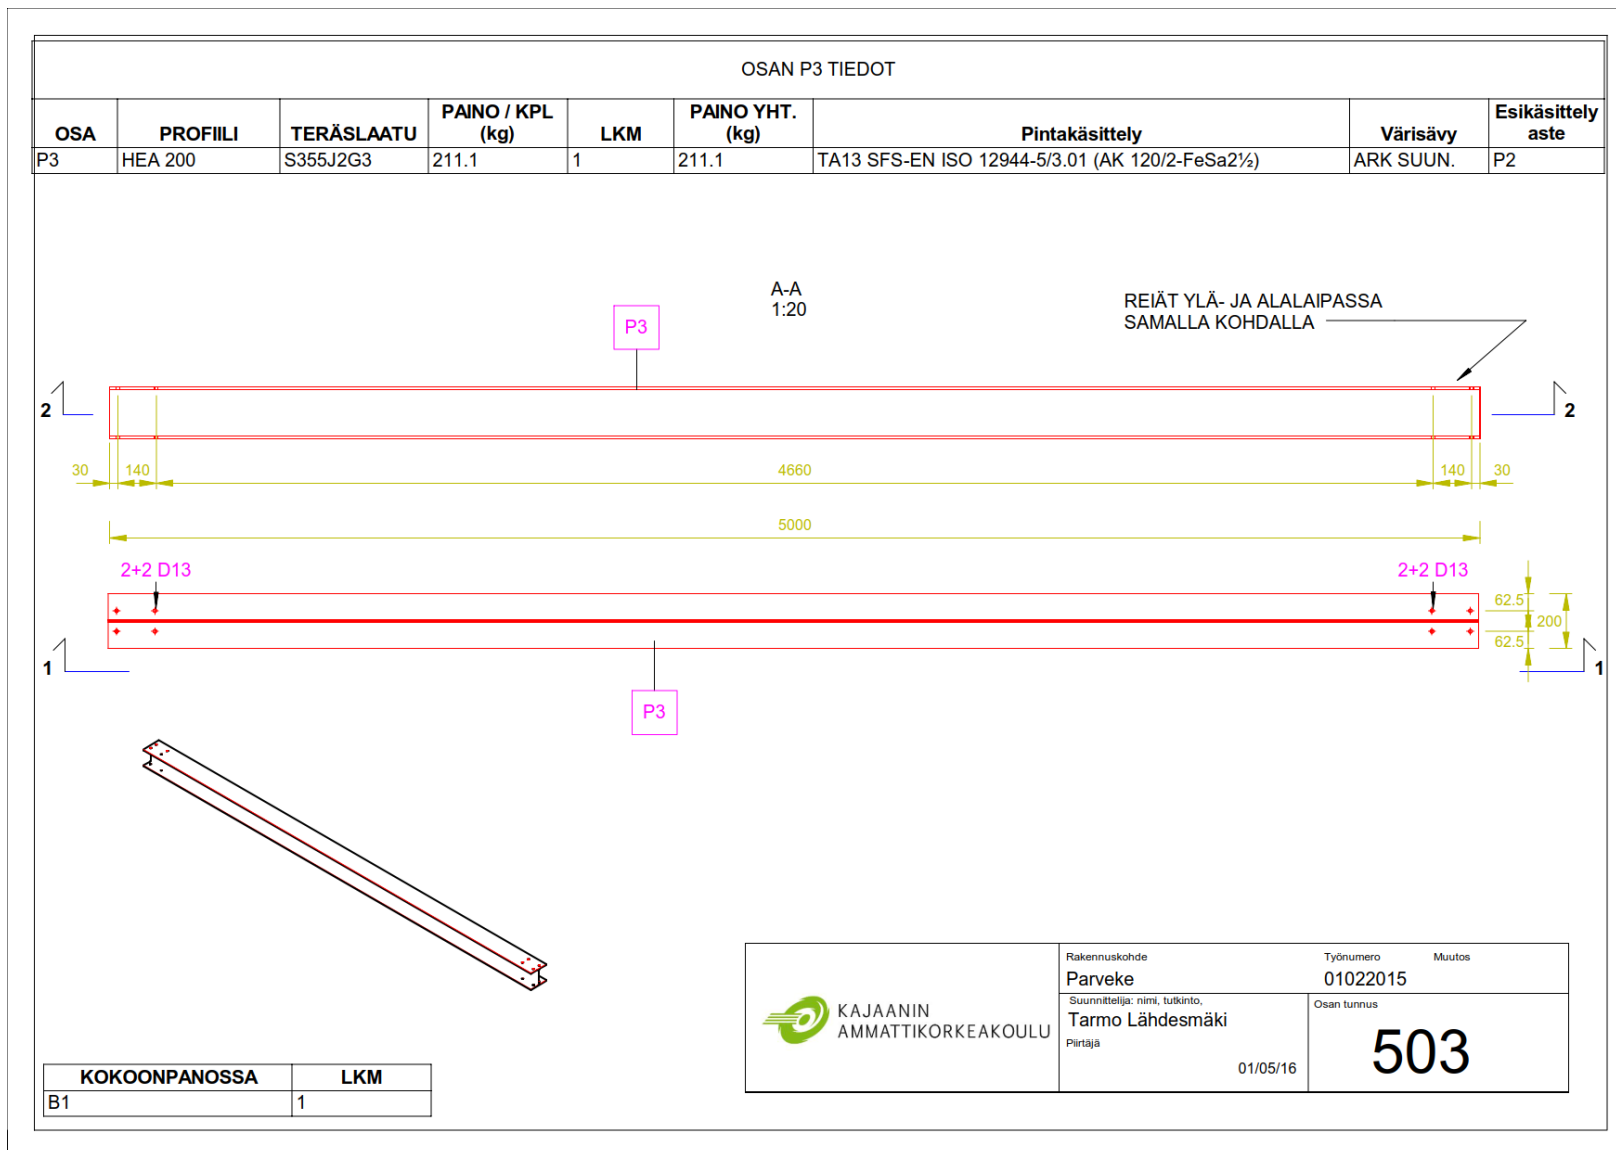 OSAN P3 TIEDOT
OSA PROFIILI TERÄSLAATU PAINO / KPL (kg) LKM PAINO YHT. (kg) Pintakäsittely Värisävy Esikäsittely aste
P3 HEA 200 S355J2G3 211.1 1 211.1 TA13 SFS-EN ISO 12944-5/3.01 (AK 120/2-FeSa2½) ARK SUUN. P2
A-A
1:20
REIÄT YLÄ- JA ALALAIPASSA
SAMALLA KOHDALLA
P3
2 2
30 140 4660 140 30
5000
2+2 D13 2+2 D13
62.5
200
62.5
1 1
P3
KAJAANIN
AMMATTIKORKEAKOULU
Rakennuskohde Työnumero Muutos
Parveke 01022015
Suunnittelija: nimi, tutkinto, Osan tunnus
Tarmo Lähdesmäki
Piirtäjä
503
01/05/16
KOKOONPANOSSA LKM
B1 1